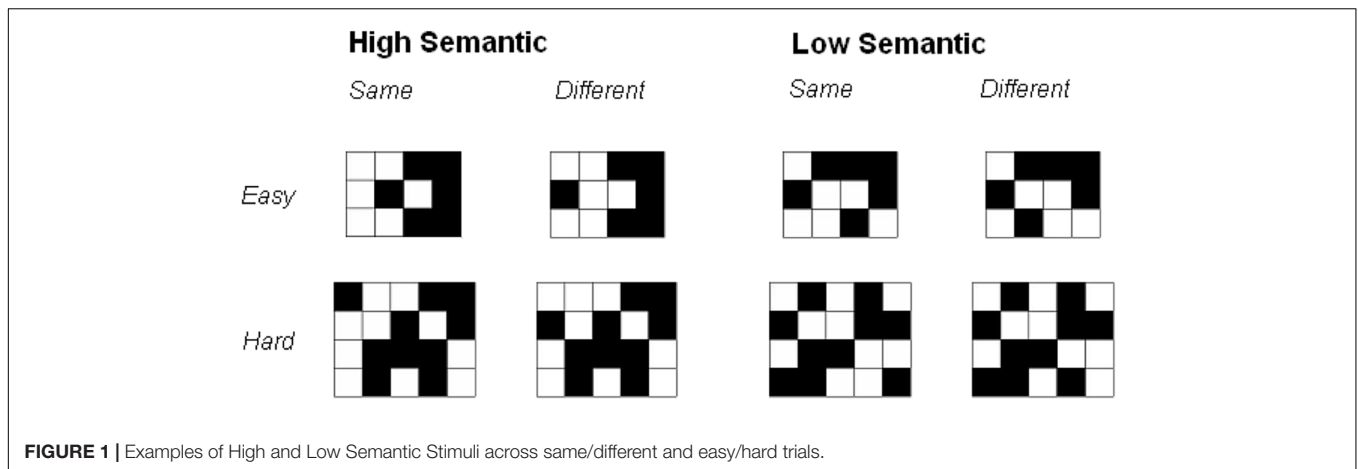 High Semantic Low Semantic
Same Different Same Different
Easy
Hard
FIGURE 1 | Examples of High and Low Semantic Stimuli across same/different and easy/hard trials.